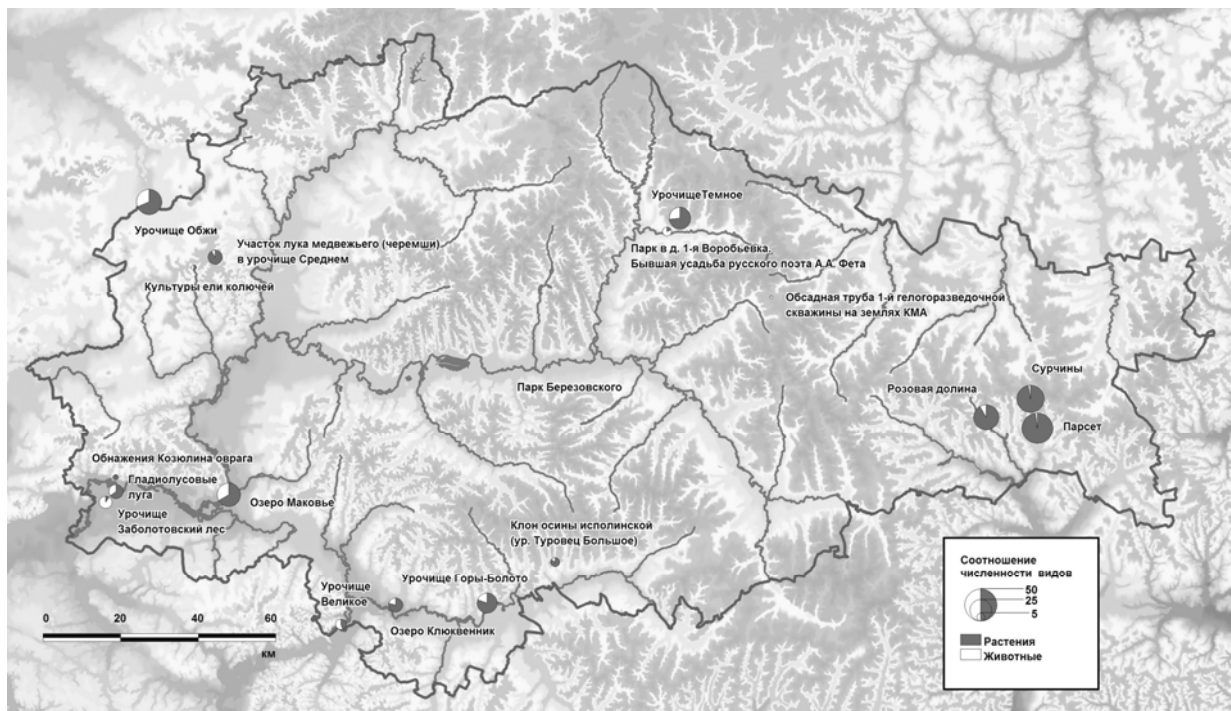 УрочищеТемное
Урочище Обжи
Участок лука медвежьего (черемши)
в урочище Среднем
Парк в д. 1-я Воробьевка.
Бывшая усадьба русского поэта А.А. Фета
Культуры ели колючей
Обсадная труба 1-й гелогоразведочной
скважины на землях КМА
Парк Березовского
Розовая долина
Сурчины
Парсет
Обнажения Козюлина оврага
Гладиолусовые
луга
Озеро Маковье
Урочище
Заболотовский лес
Клон осины исполинской
(ур. Туровец Большое)
Урочище
Великое
Урочище Горы-Болото
Озеро Клюквенник
0 20 40 60
км
Соотношение
численности видов
50
25
5
Растения
Животные